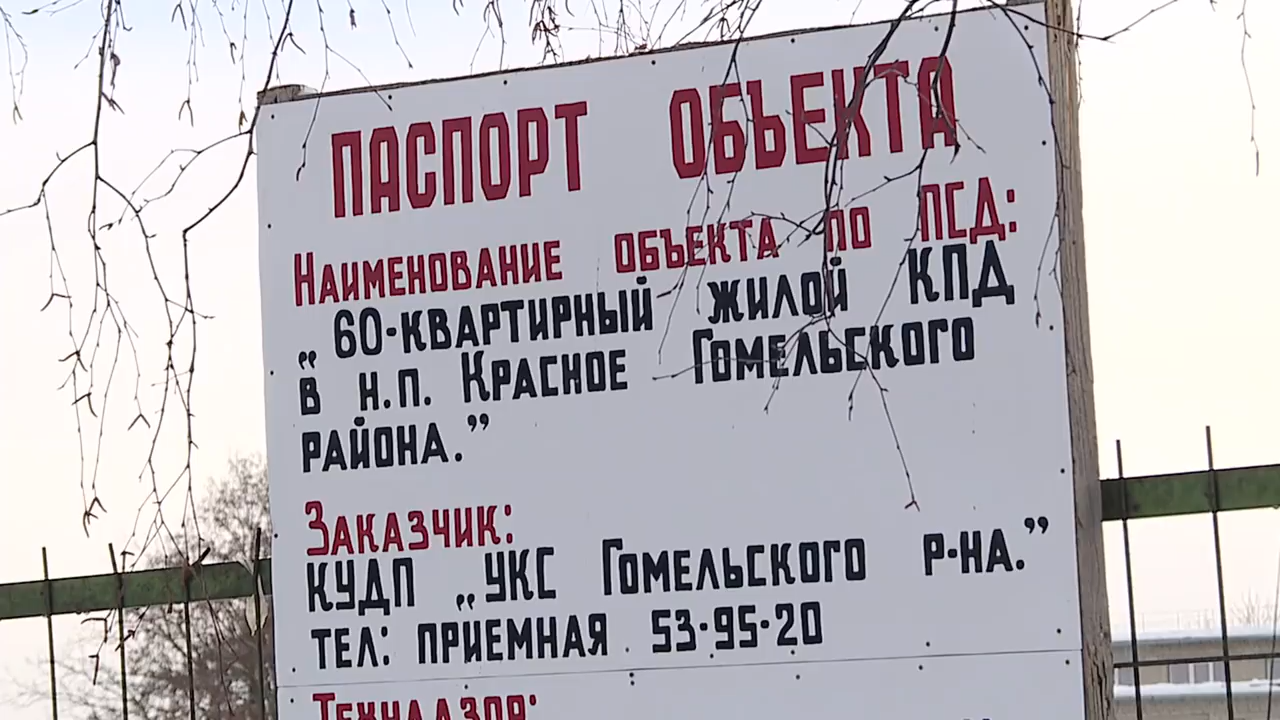 ПАСПОРТ ОБЪЕКТА
НАИМЕНОВАНИЕ ОБЪЕКТА ПО ПСД:
„60-КВАРТИРНЫЙ ЖИЛОЙ КПД
В Н.П. КРАСНОЕ ГОМЕЛЬСКОГО
РАЙОНА.”
ЗАКАЗЧИК:
КУДП „УКС ГОМЕЛЬСКОГО Р-НА.”
ТЕЛ: ПРИЕМНАЯ 53-95-20
ТЕХНАДЗОР: